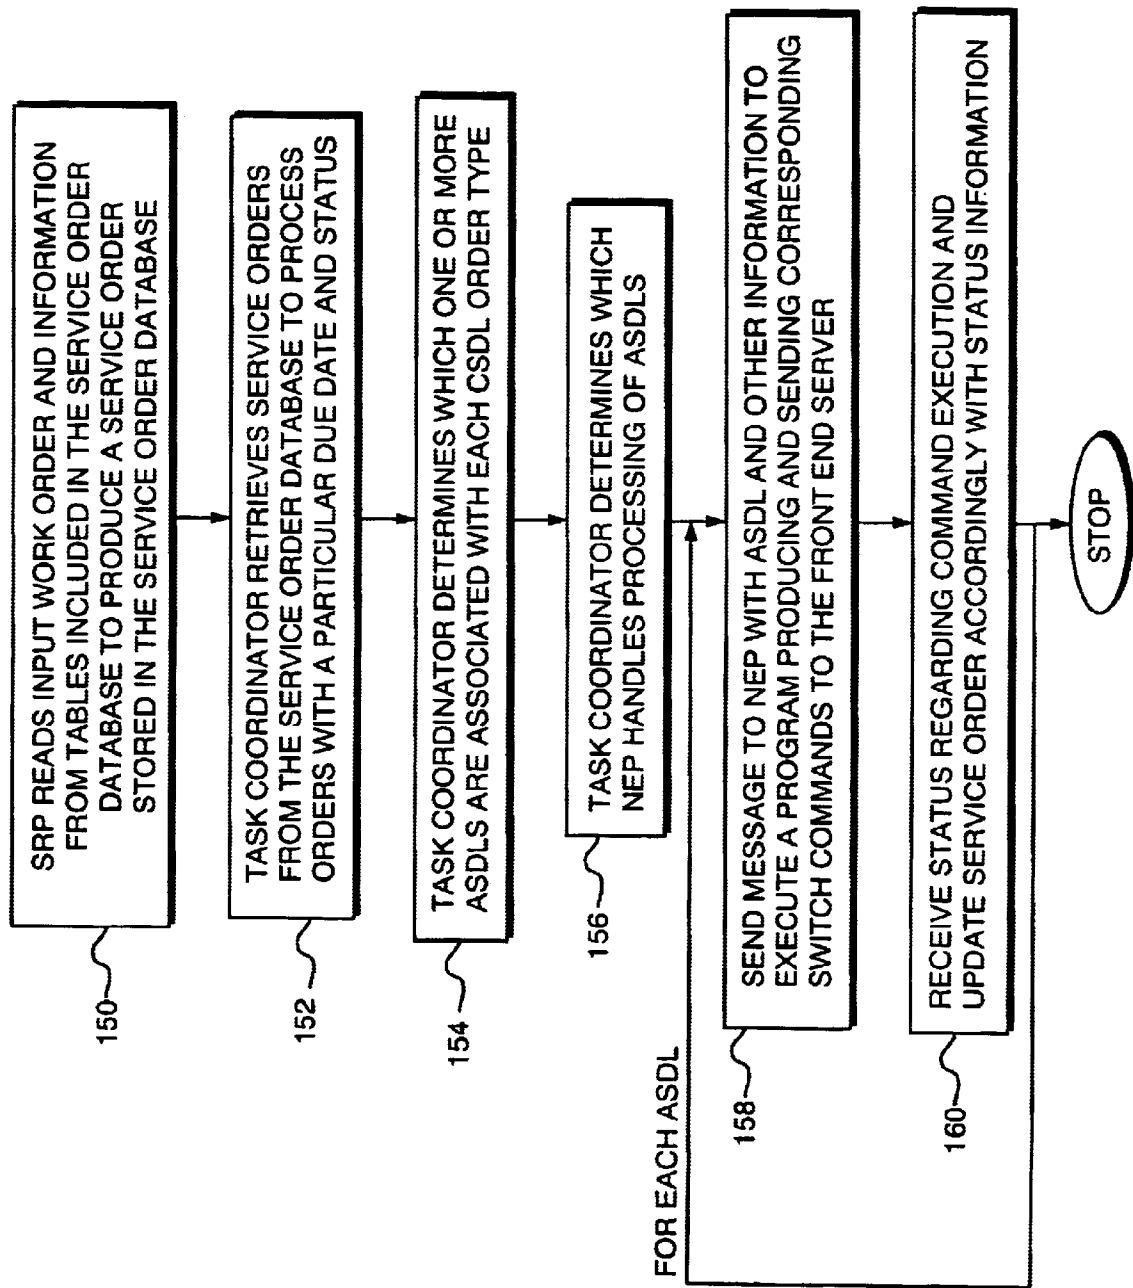 SRP READS INPUT WORK ORDER AND INFORMATION
FROM TABLES INCLUDED IN THE SERVICE ORDER
DATABASE TO PRODUCE A SERVICE ORDER
STORED IN THE SERVICE ORDER DATABASE
150
TASK COORDINATOR RETRIEVES SERVICE ORDERS
FROM THE SERVICE ORDER DATABASE TO PROCESS
ORDERS WITH A PARTICULAR DUE DATE AND STATUS
152
TASK COORDINATOR DETERMINES WHICH ONE OR MORE
ASDLS ARE ASSOCIATED WITH EACH CSDL ORDER TYPE
154
TASK COORDINATOR DETERMINES WHICH
NEP HANDLES PROCESSING OF ASDLS
156
FOR EACH ASDL
SEND MESSAGE TO NEP WITH ASDL AND OTHER INFORMATION TO
EXECUTE A PROGRAM PRODUCING AND SENDING CORRESPONDING
SWITCH COMMANDS TO THE FRONT END SERVER
158
RECEIVE STATUS REGARDING COMMAND EXECUTION AND
UPDATE SERVICE ORDER ACCORDINGLY WITH STATUS INFORMATION
160
STOP